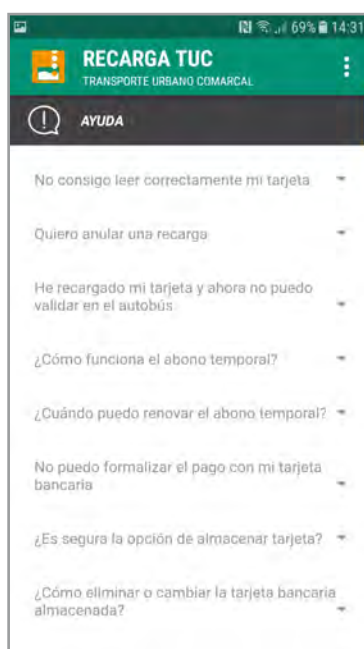 69% 14:31
RECARGA TUC
TRANSPORTE URBANO COMARCAL
AYUDA
No consigo leer correctamente mi tarjeta
Quiero anular una recarga
He recargado mi tarjeta y ahora no puedo
validar en el autobús
¿Cómo funciona el abono temporal?
¿Cuándo puedo renovar el abono temporal?
No puedo formalizar el pago con mi tarjeta
bancaria
¿Es segura la opción de almacenar tarjeta?
¿Cómo eliminar o cambiar la tarjeta bancaria
almacenada?